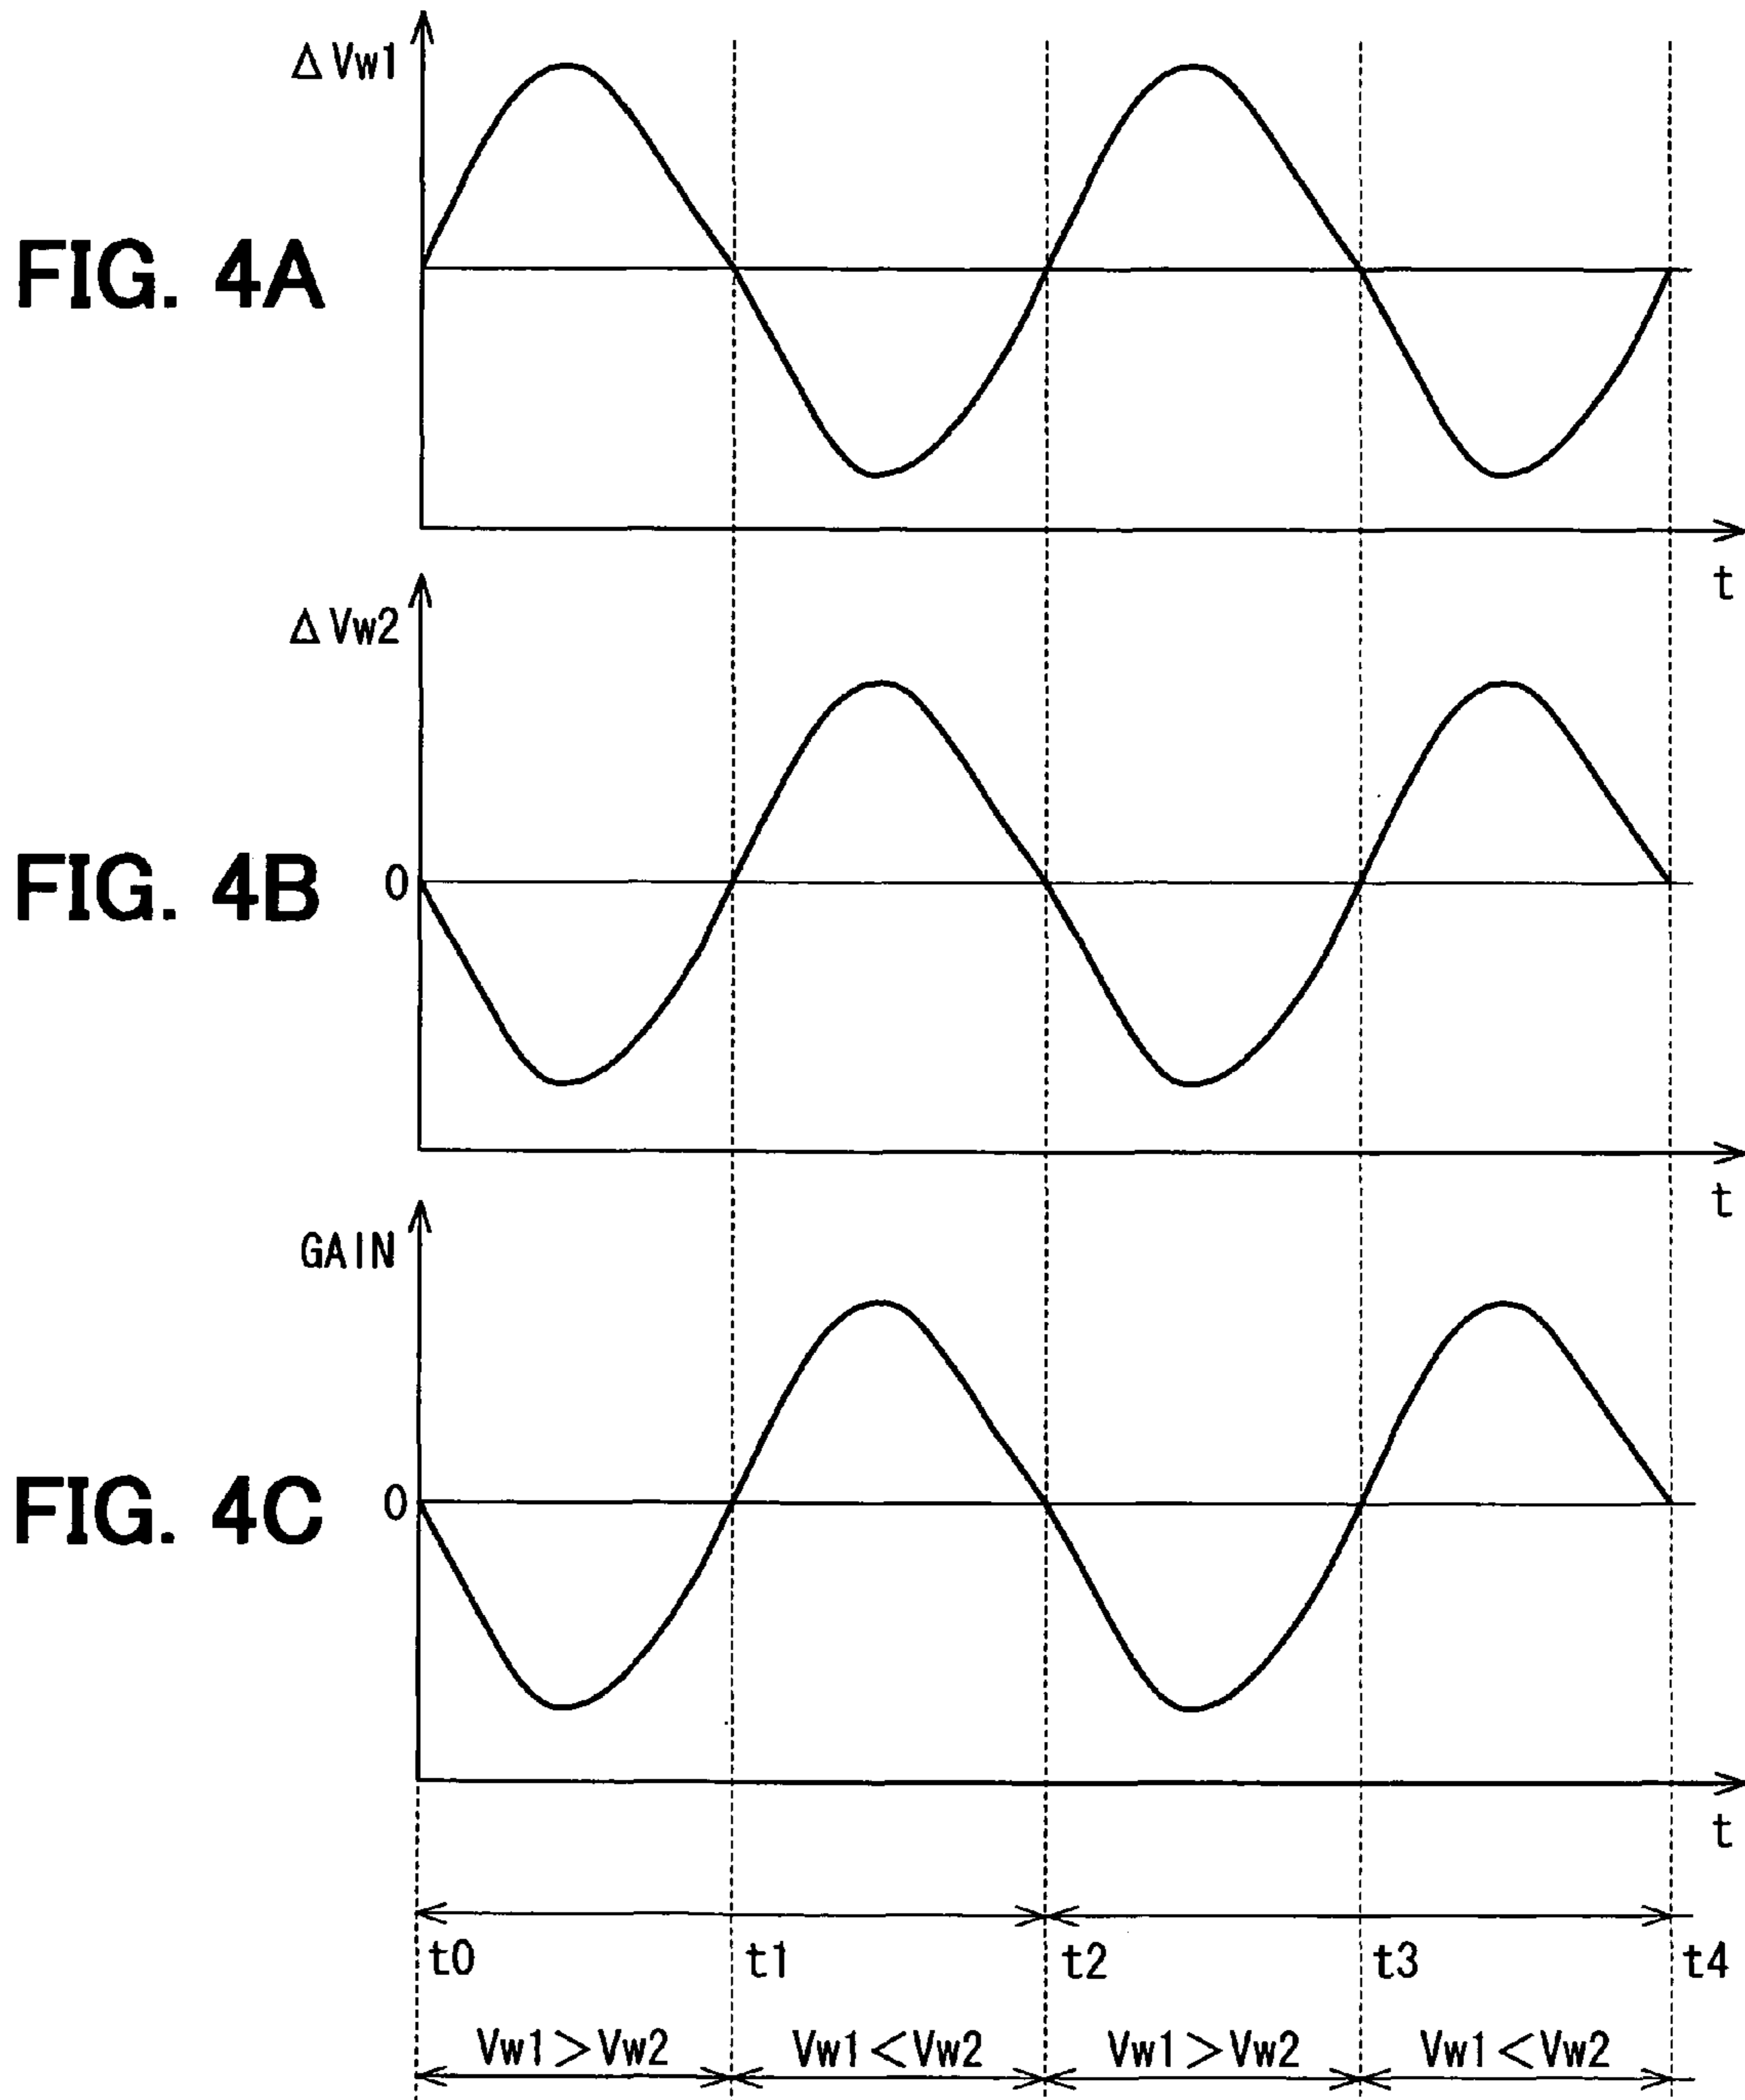 ΔVw1
FIG. 4A
t
ΔVw2
FIG. 4B
0
t
GAIN
FIG. 4C
0
t
t0 t1 t2 t3 t4
Vw1>Vw2 Vw1<Vw2 Vw1>Vw2 Vw1<Vw2